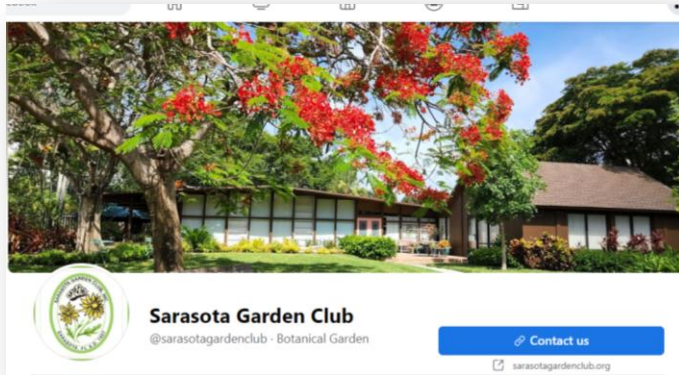 Sarasota Garden Club
@sarasotagardenclub · Botanical Garden
Contact us
sarasotagardenclub.org